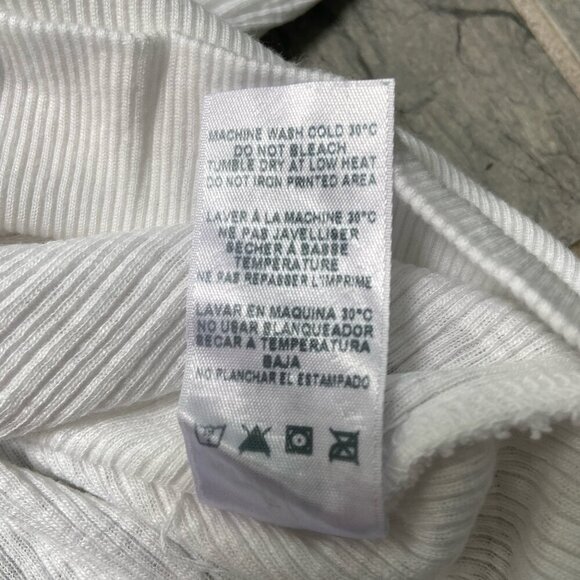 MACHINE WASH COLD 30°C
DO NOT BLEACH
TUMBLE DRY AT LOW HEAT
DO NOT IRON PRINTED AREA
LAVER À LA MACHINE 30°C
NE PAS JAVELLISER
SECHER A BASSE
TEMPERATURE
NE PAS REPASSER L'IMPRIME
LAVAR EN MAQUINA 30°C
NO USAR BLANQUEADOR
SECAR A TEMPERATURA
BAJA
NO PLANCHAR EL ESTAMPADO